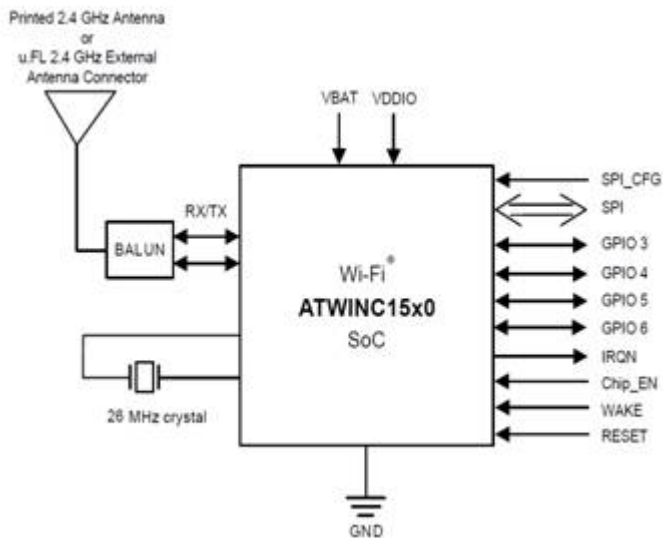 Printed 2.4 GHz Antenna
or
u.FL 2.4 GHz External
Antenna Connector
VBAT VDDIO
RX/TX
BALUN
26 MHz crystal
Wi-Fi®
ATWINC15x0
SoC
SPI_CFG
SPI
GPIO 3
GPIO 4
GPIO 5
GPIO 6
IRQN
Chip_EN
WAKE
RESET
GND